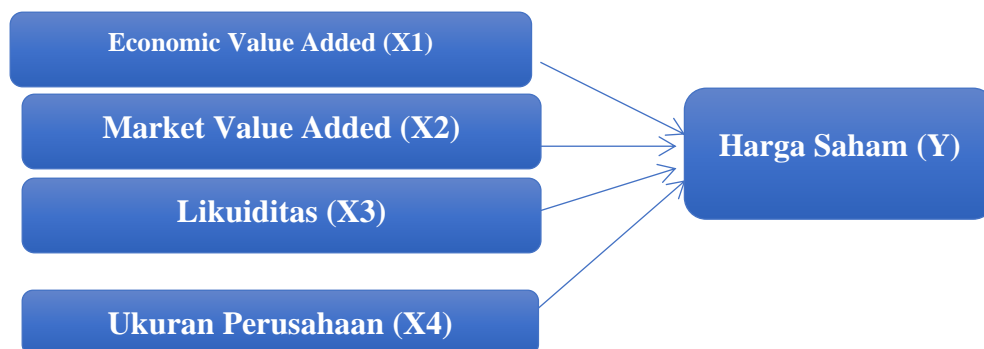 Economic Value Added (X1)
Market Value Added (X2)
Harga Saham (Y)
Likuiditas (X3)
Ukuran Perusahaan (X4)